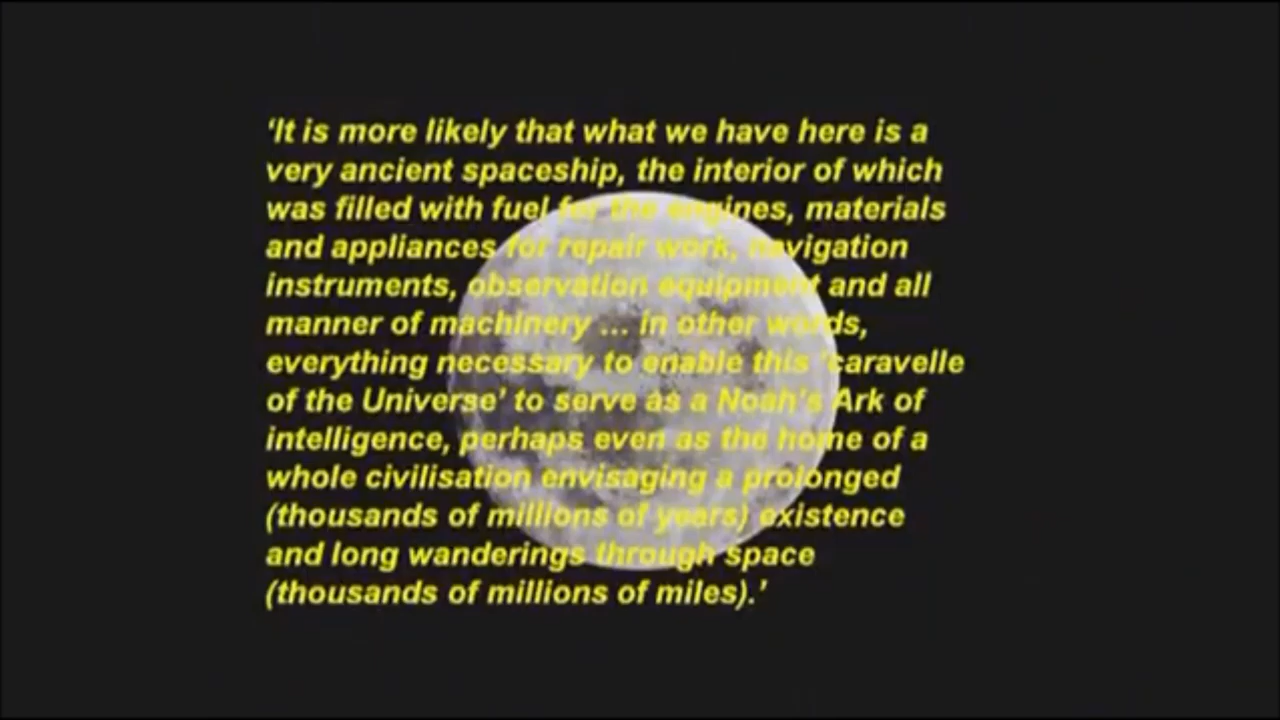 ‘It is more likely that what we have here is a
very ancient spaceship, the interior of which
was filled with fuel for the engines, materials
and appliances for repair work, navigation
instruments, observation equipment and all
manner of machinery ... in other words,
everything necessary to enable this ‘caravelle
of the Universe’ to serve as a Noah’s Ark of
intelligence, perhaps even as the home of a
whole civilisation envisaging a prolonged
(thousands of millions of years) existence
and long wanderings through space
(thousands of millions of miles).’